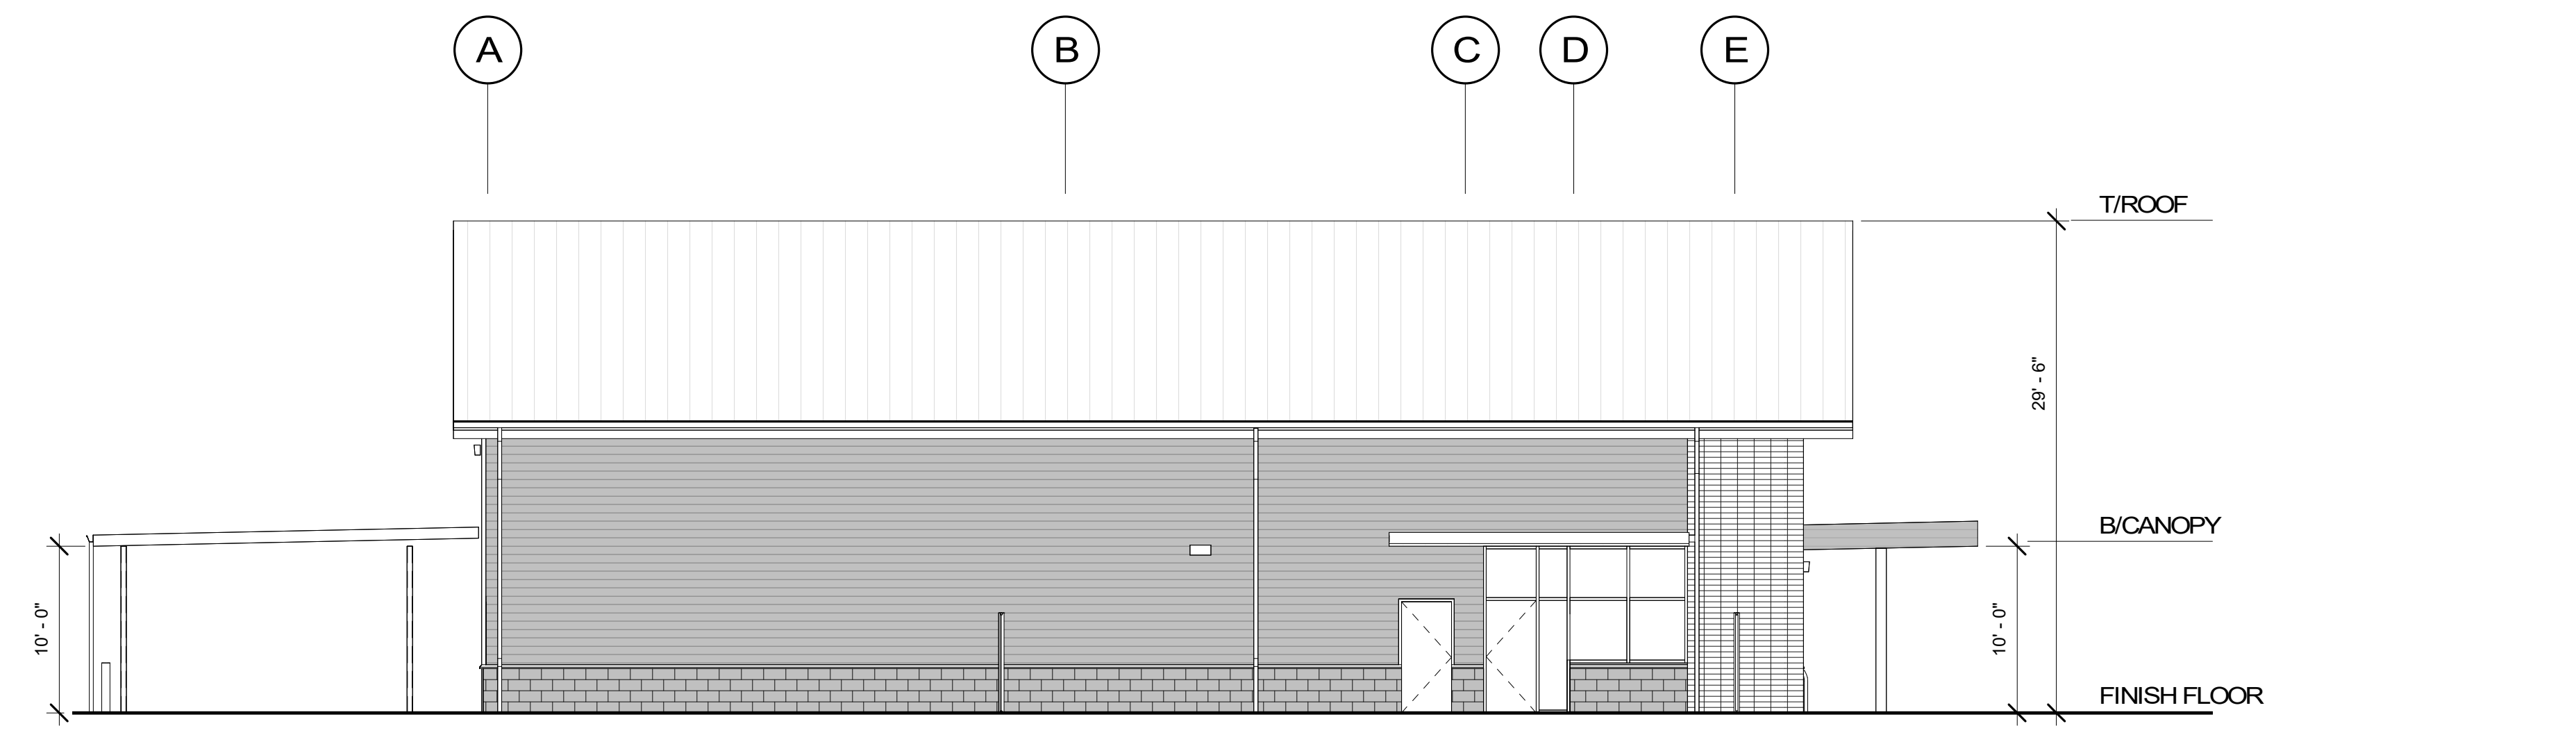 A
B
C
D
E
T/ROOF
29' - 6"
B/CANOPY
10' - 0"
10' - 0"
FINISH FLOOR